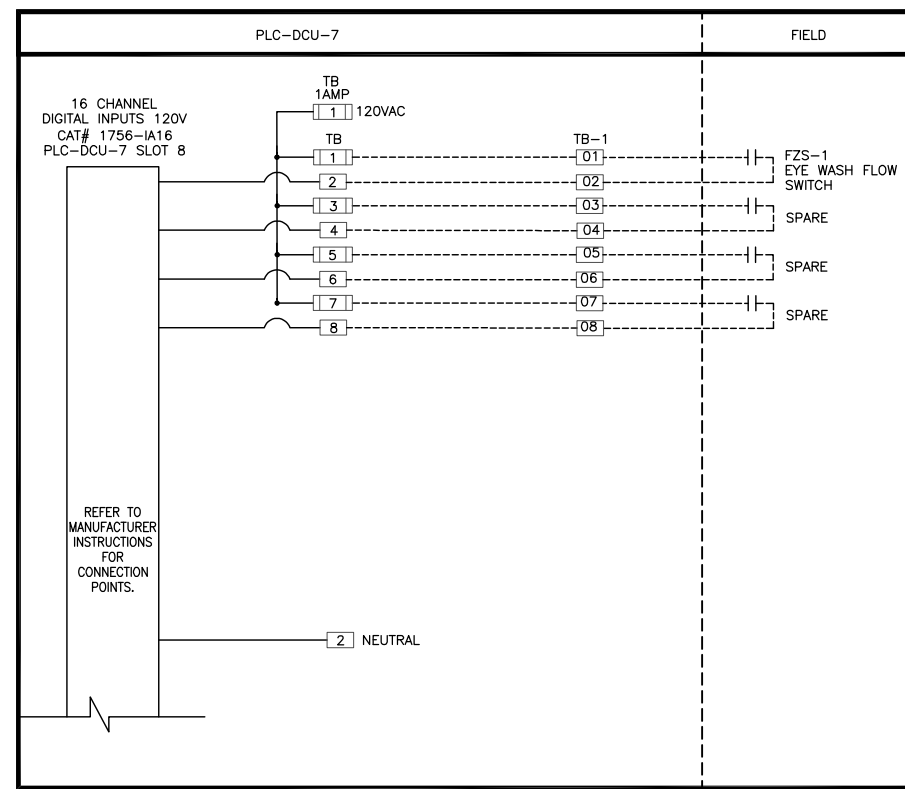 PLC-DCU-7
FIELD
TB
1AMP
1 120VAC
16 CHANNEL
DIGITAL INPUTS 120V
CAT# 1756-IA16
PLC-DCU-7 SLOT 8
TB
TB-1
1
01
FZS-1
EYE WASH FLOW
SWITCH
2
02
3
03
SPARE
4
04
5
05
SPARE
6
06
7
07
SPARE
8
08
REFER TO
MANUFACTURER
INSTRUCTIONS
FOR
CONNECTION
POINTS.
2 NEUTRAL